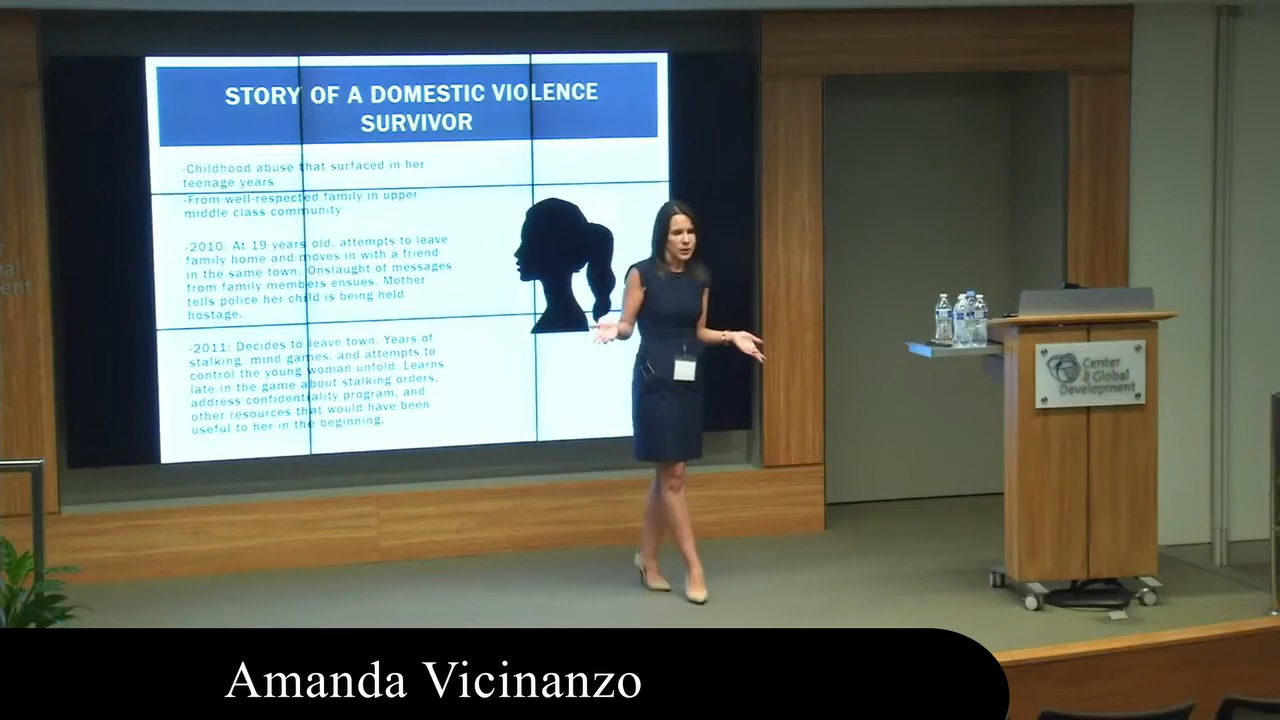 STORY OF A DOMESTIC VIOLENCE
SURVIVOR
-Childhood abuse that surfaced in her
teenage years
-From well-respected family in upper
middle class community
-2010: At 19 years old, attempts to leave
family home and moves in with a friend
in the same town. Onslaught of messages
from family members ensues. Mother
tells police her child is being held
hostage.
-2011: Decides to leave town. Years of
stalking, mind games, and attempts to
control the young woman unfold. Learns
late in the game about stalking orders,
address confidentiality program, and
other resources that would have been
useful to her in the beginning.
Center
Global
Development
Amanda Vicinanzo